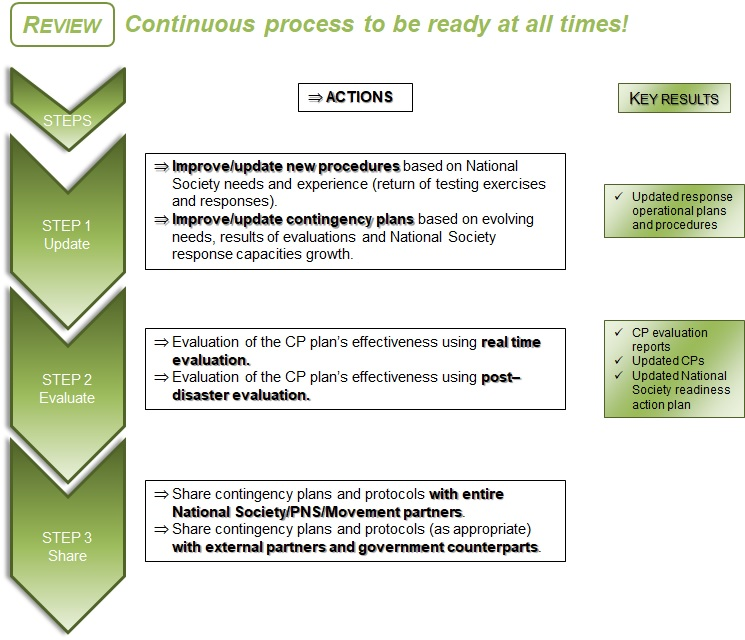 REVIEW Continuous process to be ready at all times!
STEPS
⇒ ACTIONS
KEY RESULTS
STEP 1
Update
⇒ Improve/update new procedures based on National
Society needs and experience (return of testing exercises
and responses).
⇒ Improve/update contingency plans based on evolving
needs, results of evaluations and National Society
response capacities growth.
✓ Updated response
operational plans
and procedures
STEP 2
Evaluate
⇒ Evaluation of the CP plan's effectiveness using real time
evaluation.
⇒ Evaluation of the CP plan's effectiveness using post–
disaster evaluation.
✓ CP evaluation
reports
✓ Updated CPs
✓ Updated National
Society readiness
action plan
STEP 3
Share
⇒ Share contingency plans and protocols with entire
National Society/PNS/Movement partners.
⇒ Share contingency plans and protocols (as appropriate)
with external partners and government counterparts.